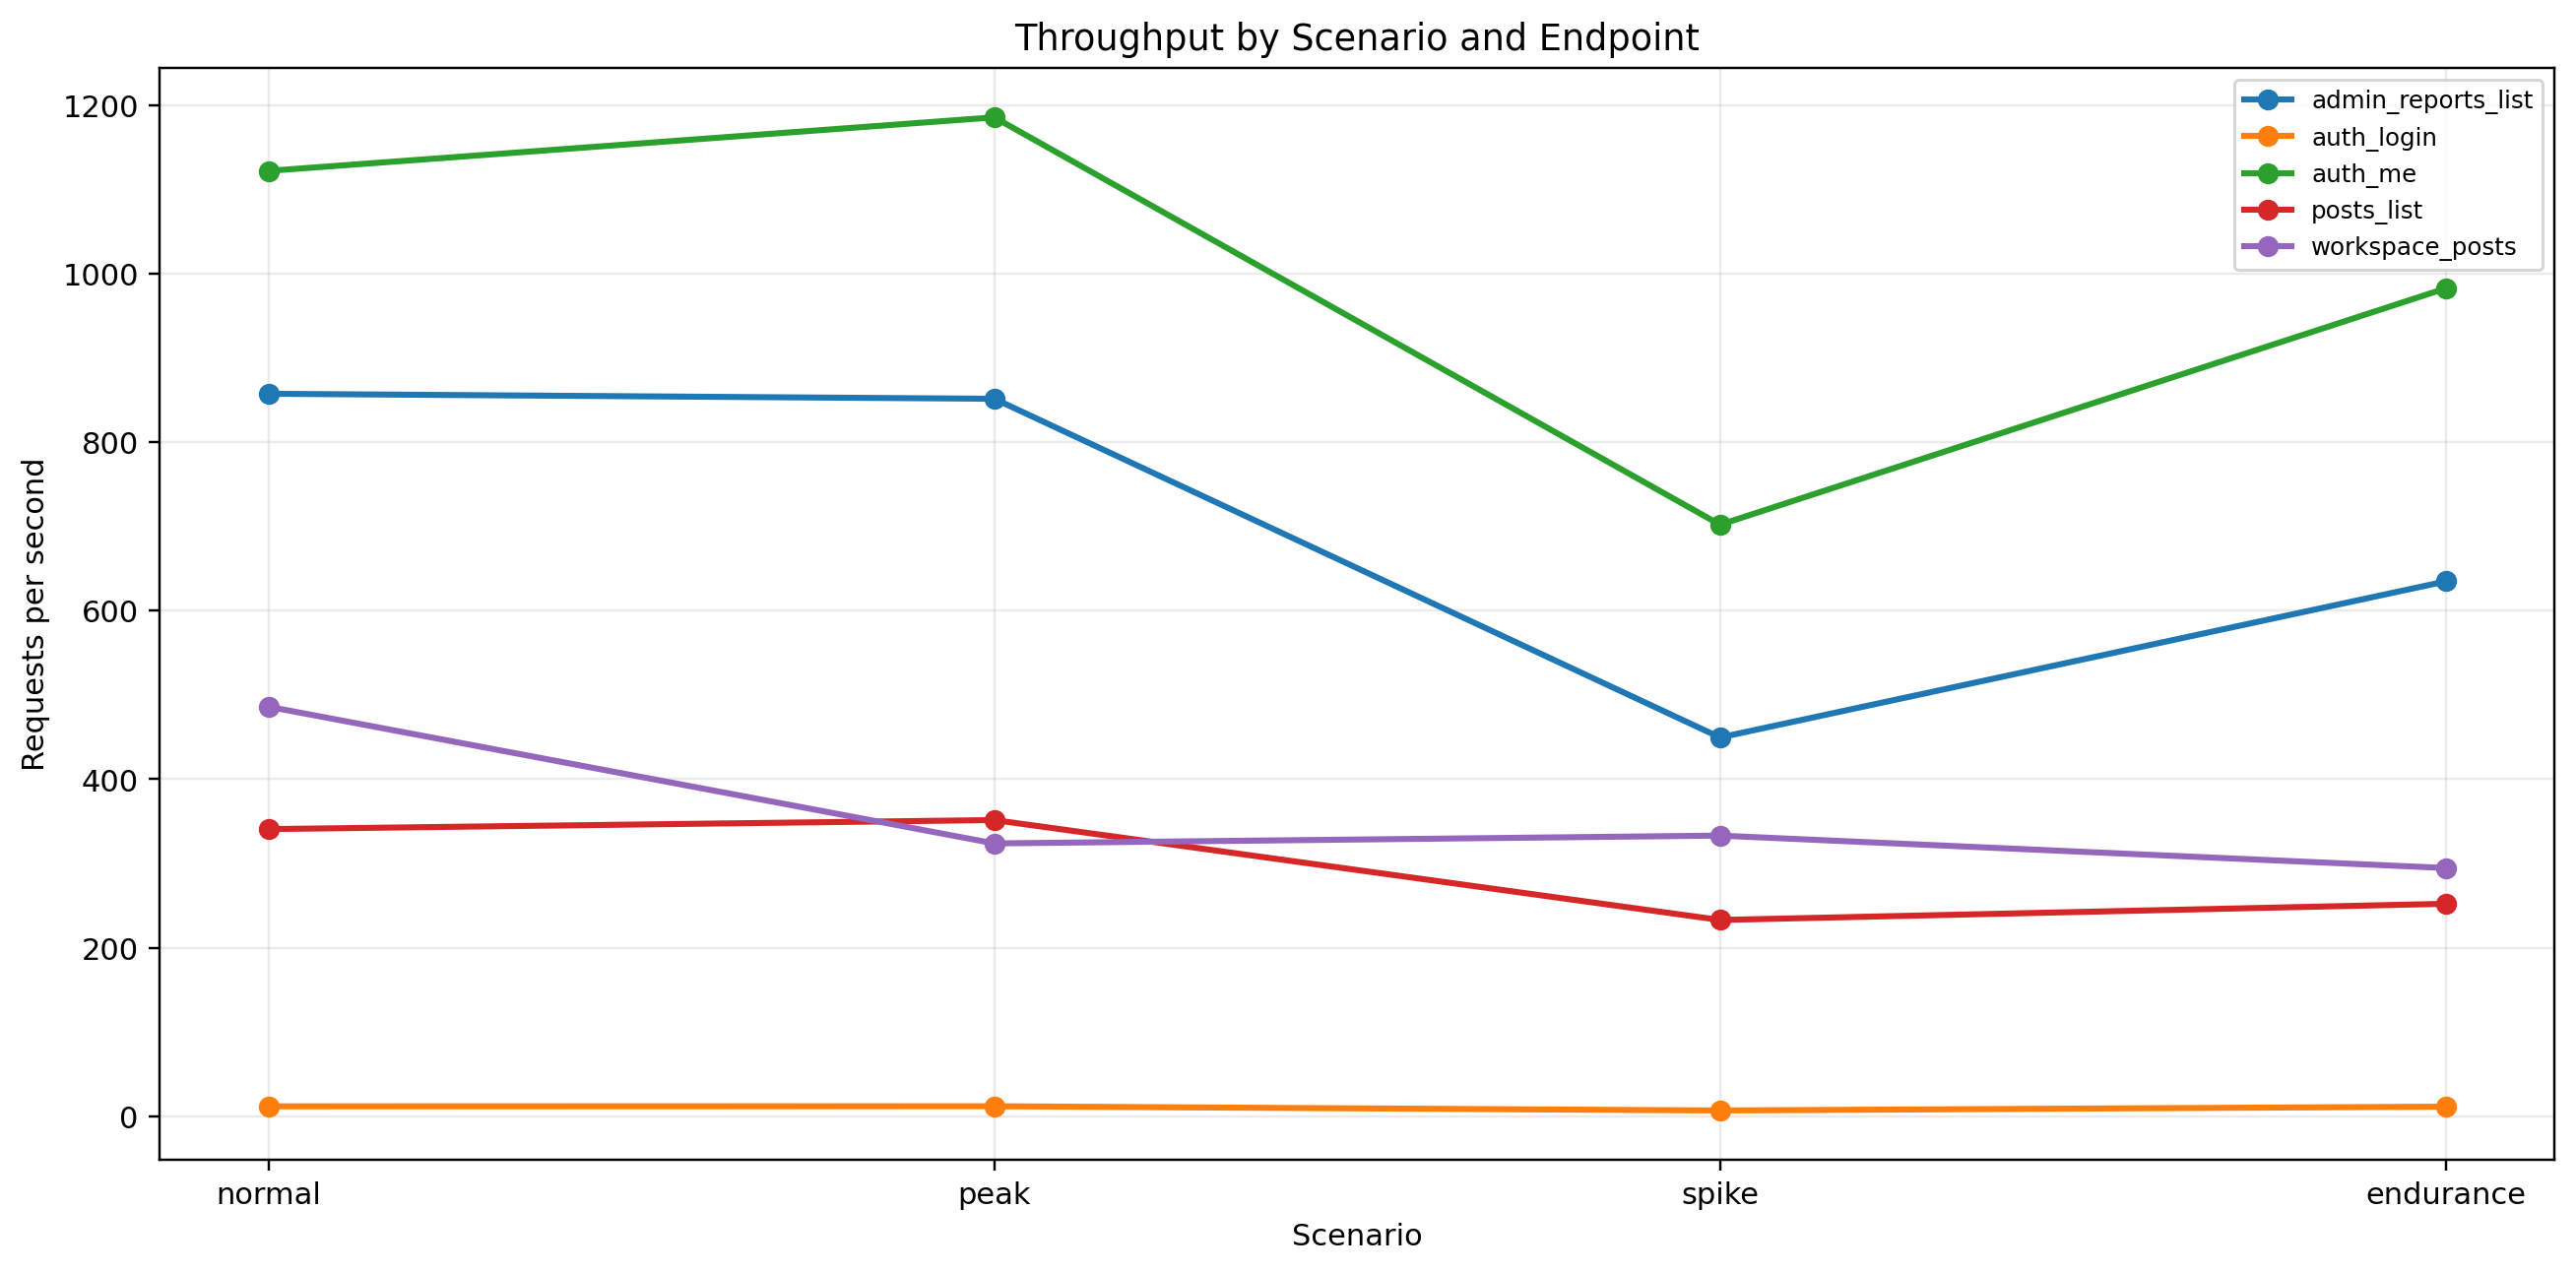 Throughput by Scenario and Endpoint
1200
1000
800
600
400
200
0
Requests per second
admin_reports_list
auth_login
auth_me
posts_list
workspace_posts
normal
peak
spike
endurance
Scenario